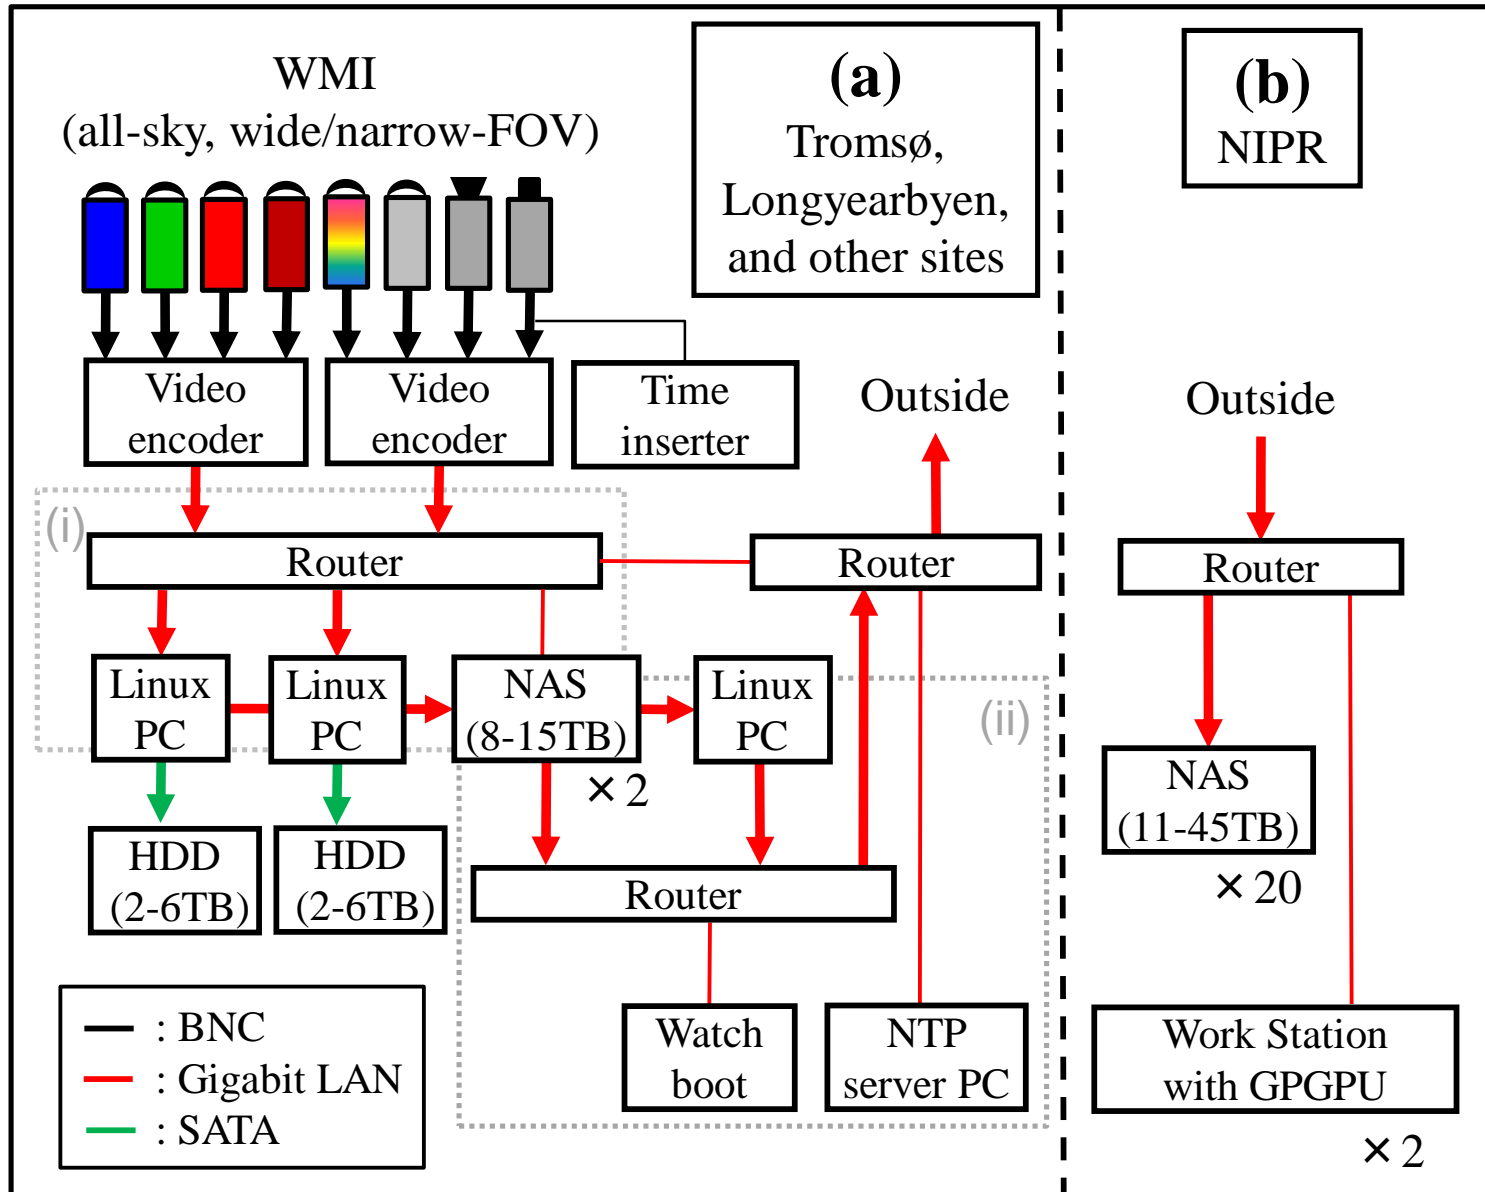 WMI
(all-sky, wide/narrow-FOV)
(a)
Tromsø,
Longyearbyen,
and other sites
(b)
NIPR
Video
encoder
Video
encoder
Time
inserter
Outside
Outside
(i)
Router
Router
Router
Linux
PC
Linux
PC
NAS
(8-15TB)
×2
Linux
PC
(ii)
NAS
(11-45TB)
×20
HDD
(2-6TB)
HDD
(2-6TB)
Router
Watch
boot
NTP
server PC
Work Station
with GPGPU
×2
: BNC
: Gigabit LAN
: SATA